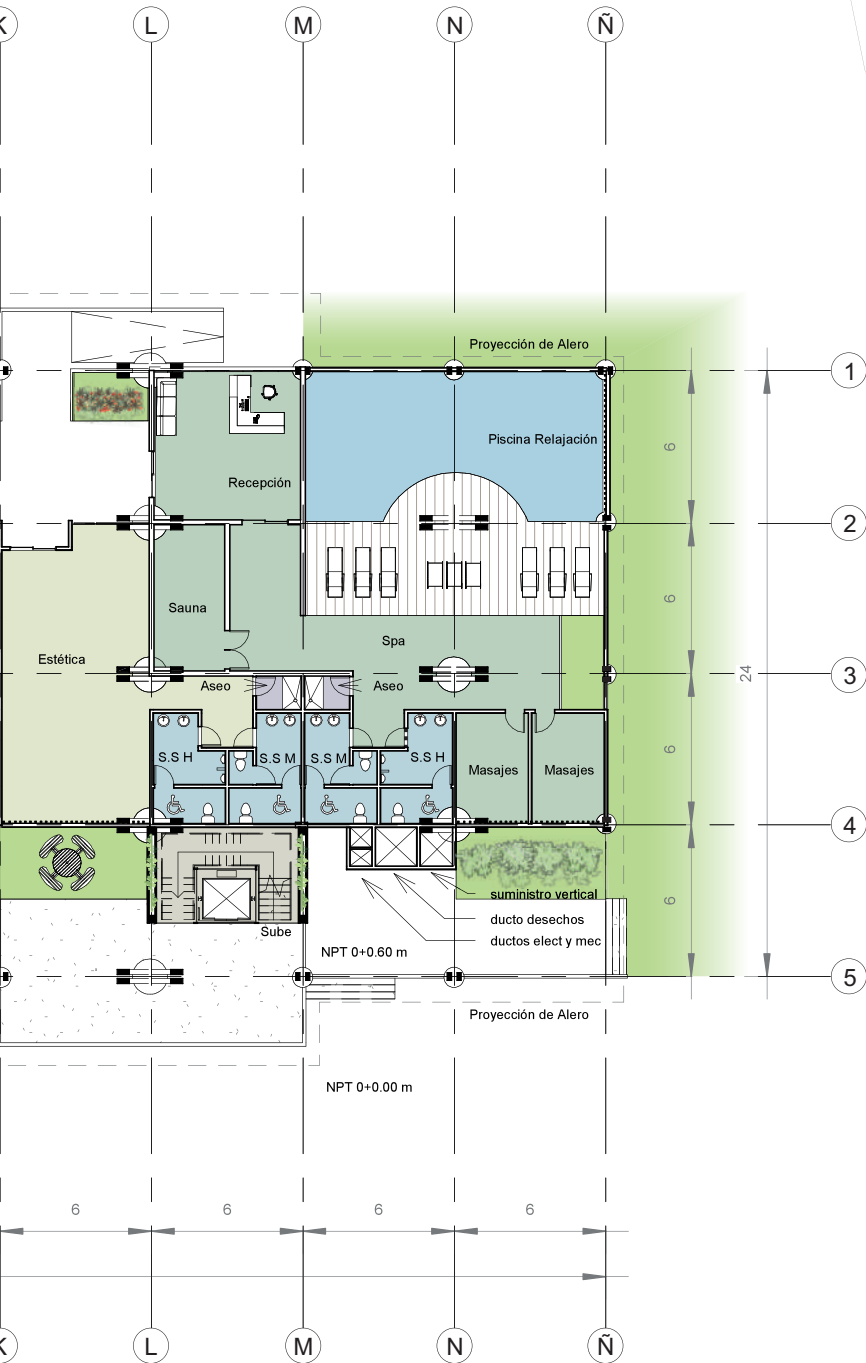 K L M N Ñ
Proyección de Alero
1
6
Piscina Relajación
Recepción
2
6
Sauna
Spa
Estética
3
24
Aseo Aseo
6
S.S H S.S M S.S M S.S H
Masajes Masajes
4
suministro vertical
6
ducto desechos
Sube
ductos elect y mec
NPT 0+0.60 m
5
Proyección de Alero
NPT 0+0.00 m
6 6 6 6
K L M N Ñ